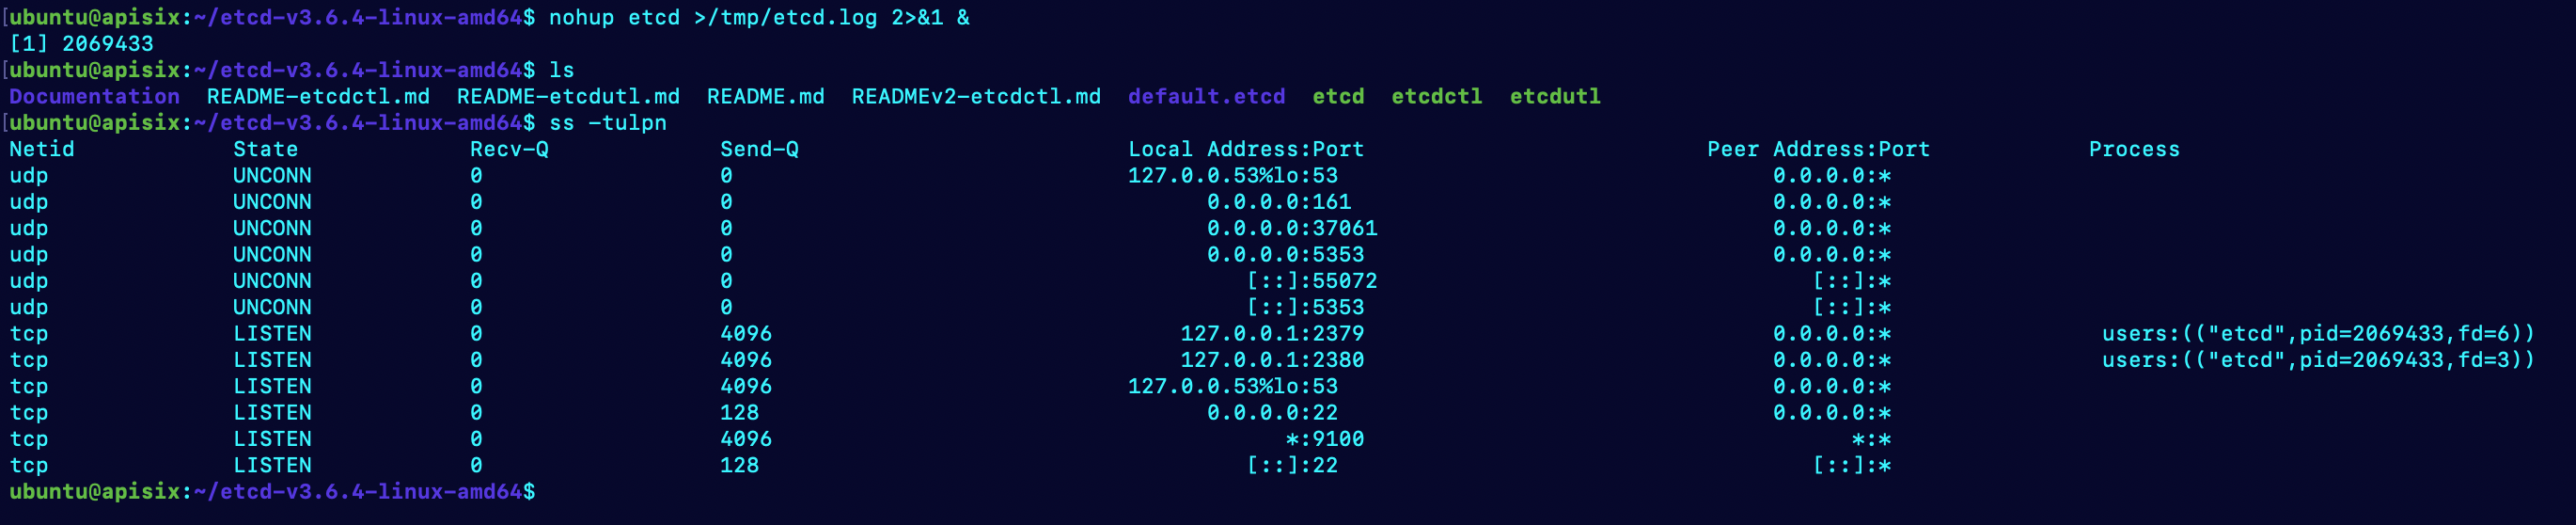 [ubuntu@apisix:~/etcd-v3.6.4-linux-amd64$ nohup etcd >/tmp/etcd.log 2>&1 &
[1] 2069433
[ubuntu@apisix:~/etcd-v3.6.4-linux-amd64$ ls
Documentation  README-etcdctl.md  README-etcdutl.md  README.md  READMEv2-etcdctl.md  default.etcd  etcd  etcdctl  etcdutl
[ubuntu@apisix:~/etcd-v3.6.4-linux-amd64$ ss -tulpn
Netid State Recv-Q Send-Q Local Address:Port Peer Address:Port Process
udp UNCONN 0 0 127.0.0.53%lo:53 0.0.0.0:*
udp UNCONN 0 0 0.0.0.0:161 0.0.0.0:*
udp UNCONN 0 0 0.0.0.0:37061 0.0.0.0:*
udp UNCONN 0 0 0.0.0.0:5353 0.0.0.0:*
udp UNCONN 0 0 [::]:55072 [::]:*
udp UNCONN 0 0 [::]:5353 [::]:*
tcp LISTEN 0 4096 127.0.0.1:2379 0.0.0.0:* users:(("etcd",pid=2069433,fd=6))
tcp LISTEN 0 4096 127.0.0.1:2380 0.0.0.0:* users:(("etcd",pid=2069433,fd=3))
tcp LISTEN 0 4096 127.0.0.53%lo:53 0.0.0.0:*
tcp LISTEN 0 128 0.0.0.0:22 0.0.0.0:*
tcp LISTEN 0 4096 *:9100 *:*
tcp LISTEN 0 128 [::]:22 [::]:*
ubuntu@apisix:~/etcd-v3.6.4-linux-amd64$